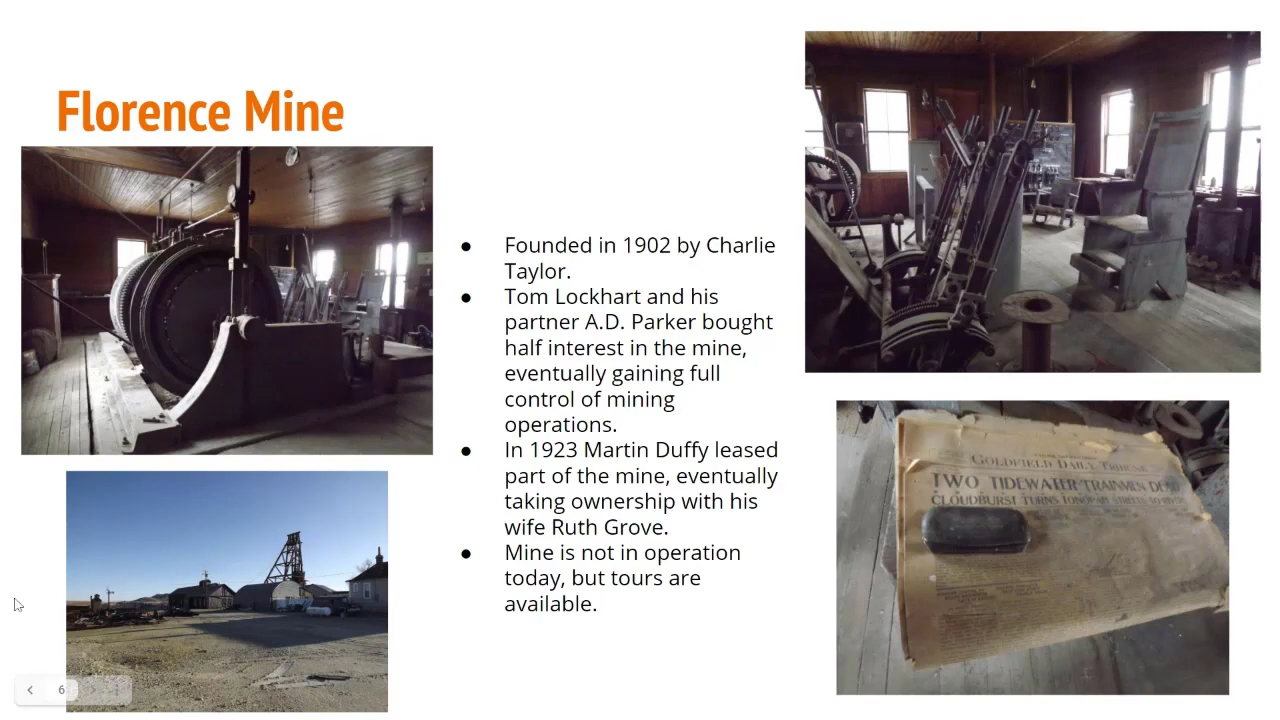 Florence Mine
● Founded in 1902 by Charlie
Taylor.
● Tom Lockhart and his
partner A.D. Parker bought
half interest in the mine,
eventually gaining full
control of mining
operations.
● In 1923 Martin Duffy leased
part of the mine, eventually
taking ownership with his
wife Ruth Grove.
● Mine is not in operation
today, but tours are
available.
GOLDFIELD DAILY TRIBUNE
TWO TIDEWATER TRAINMEN DEAD
CLOUDBURST TURNS TONOPAH STREETS TO
6